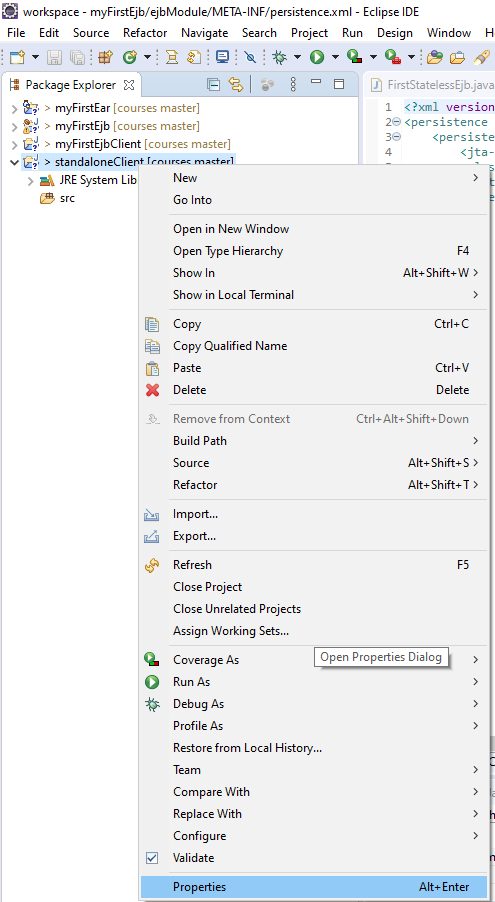 workspace - myFirstEjb/ejbModule/META-INF/persistence.xml - Eclipse IDE
File Edit Source Refactor Navigate Search Project Run Design Window
Package Explorer
FirstStatelessEjb.java
> myFirstEar [courses master]
> myFirstEjb [courses master]
> myFirstEjbClient [courses master]
> standaloneClient [courses master]
JRE System Lib
src
1 <?xml version
2 <persistence
3 <persiste
4 <jta-
New
Go Into
Open in New Window
Open Type Hierarchy F4
Show In Alt+Shift+W >
Show in Local Terminal
Copy Ctrl+C
Copy Qualified Name
Paste Ctrl+V
Delete Delete
Remove from Context Ctrl+Alt+Shift+Down
Build Path
Source Alt+Shift+S >
Refactor Alt+Shift+T >
Import...
Export...
Refresh F5
Close Project
Close Unrelated Projects
Assign Working Sets...
Open Properties Dialog
Coverage As
Run As
Debug As
Profile As
Restore from Local History...
Team
Compare With
Replace With
Configure
Validate
Properties Alt+Enter